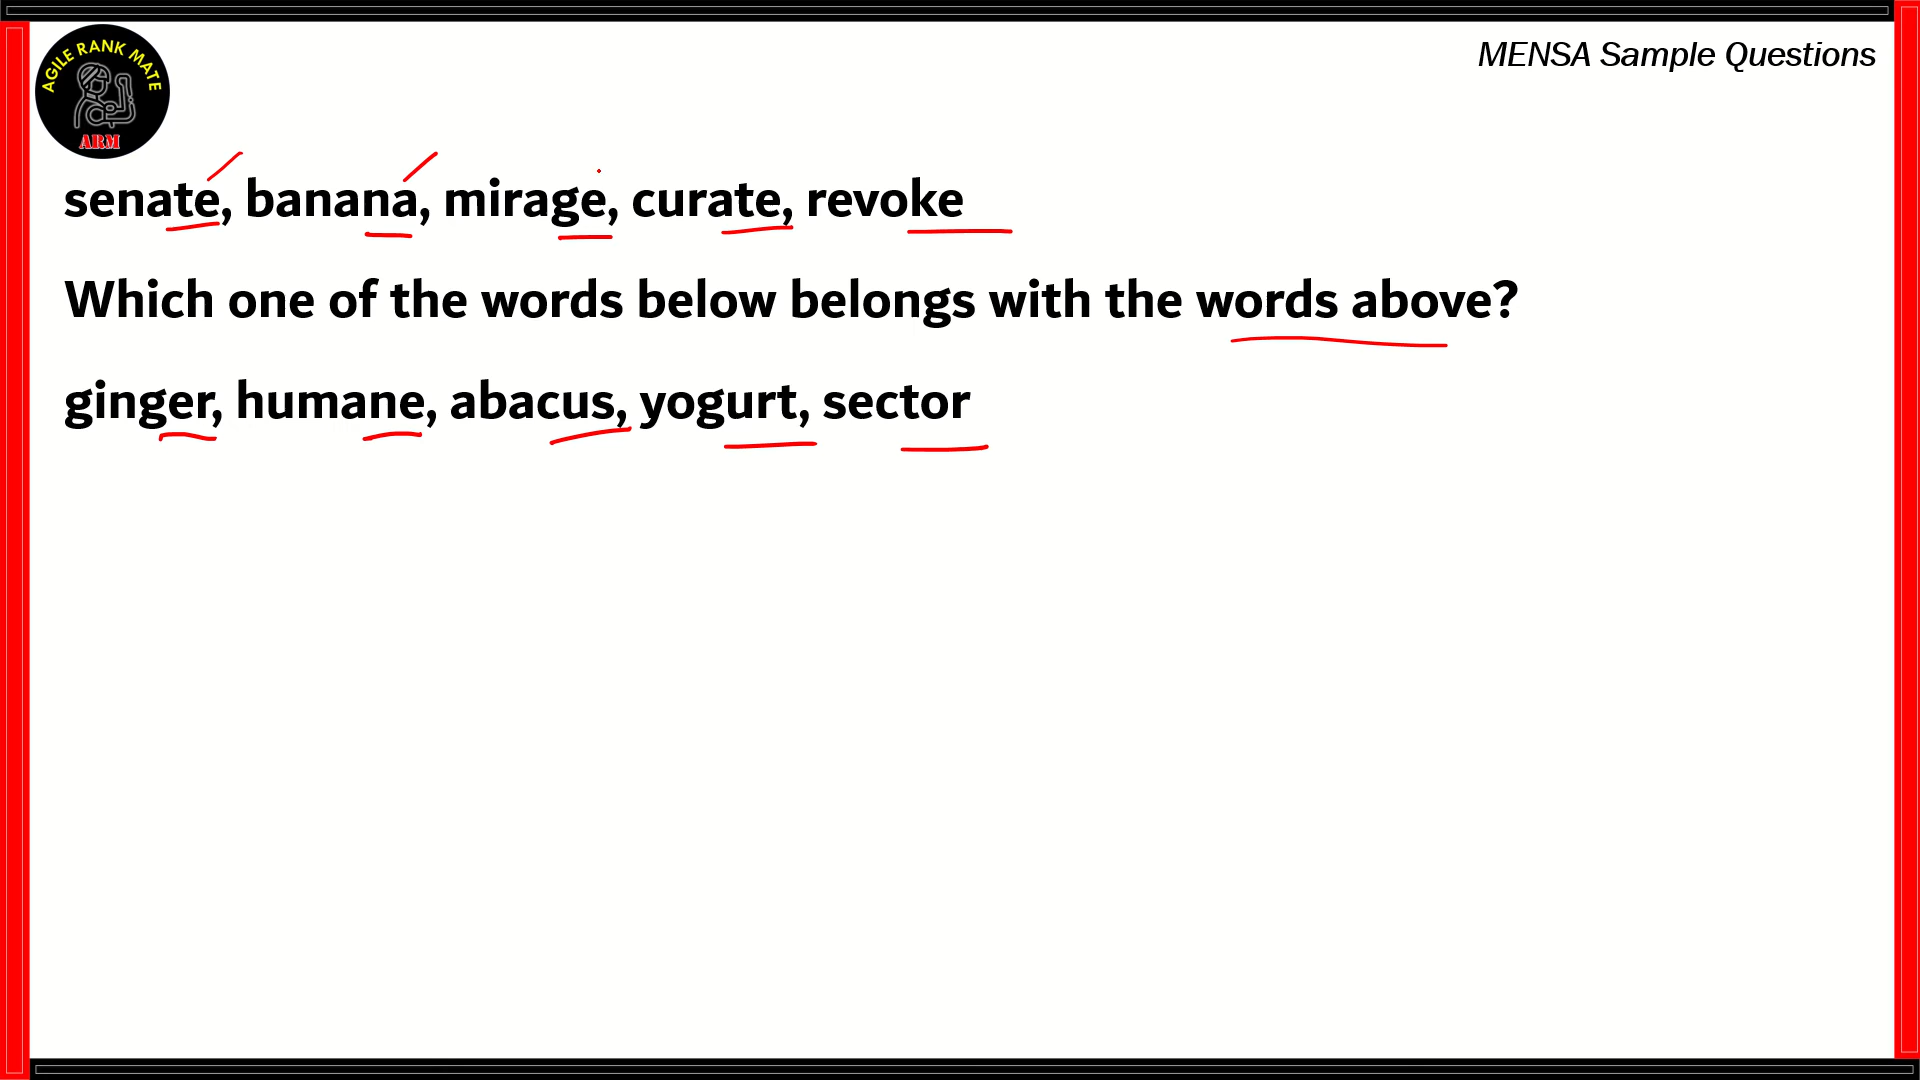 AGILE RANK MATE
ARM
MENSA Sample Questions
senate, banana, mirage, curate, revoke
Which one of the words below belongs with the words above?
ginger, humane, abacus, yogurt, sector